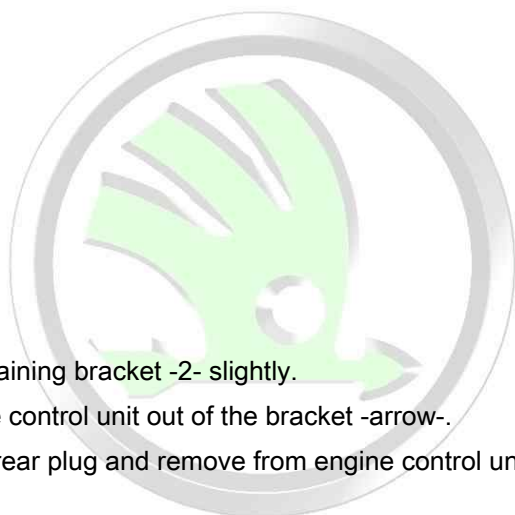 aining bracket -2- slightly.
control unit out of the bracket -arrow-.
rear plug and remove from engine control un